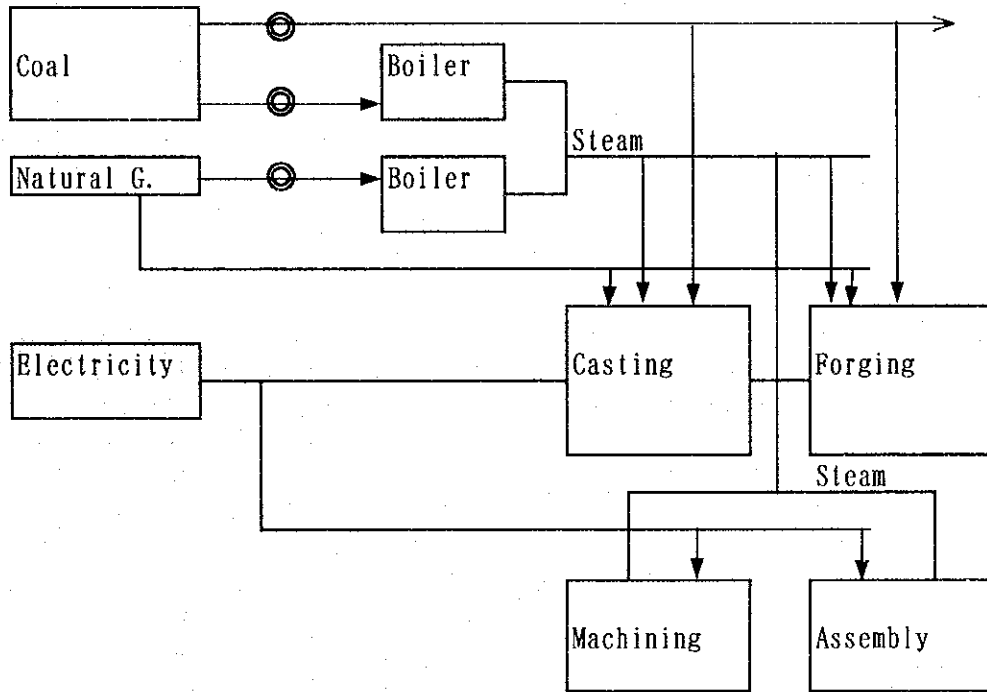 Coal
Boiler
Steam
Natural G.
Boiler
Electricity
Casting
Forging
Steam
Machining
Assembly